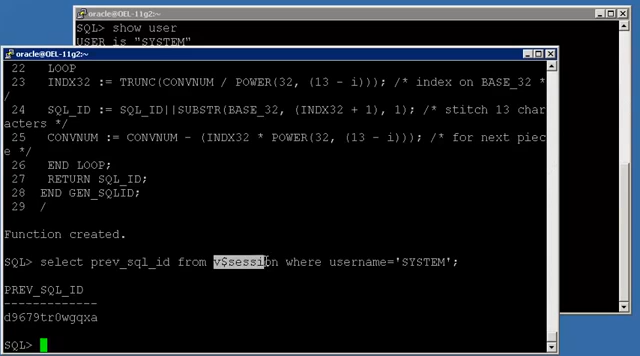 oracle@OEL-11g2:~
SQL> show user
USER is "SYSTEM"
oracle@OEL-11g2:~
22    LOOP
23    INDX32 := TRUNC(CONVNUM / POWER(32, (13 - i))); /* index on BASE_32 *
/
24    SQL_ID := SQL_ID||SUBSTR(BASE_32, (INDX32 + 1), 1); /* stitch 13 char
acters */
25    CONVNUM := CONVNUM - (INDX32 * POWER(32, (13 - i))); /* for next piec
e */
26    END LOOP;
27    RETURN SQL_ID;
28   END GEN_SQLID;
29   /
Function created.
SQL> select prev_sql_id from v$session where username='SYSTEM';
PREV_SQL_ID
-------------
d9679tr0wgqxa
SQL>